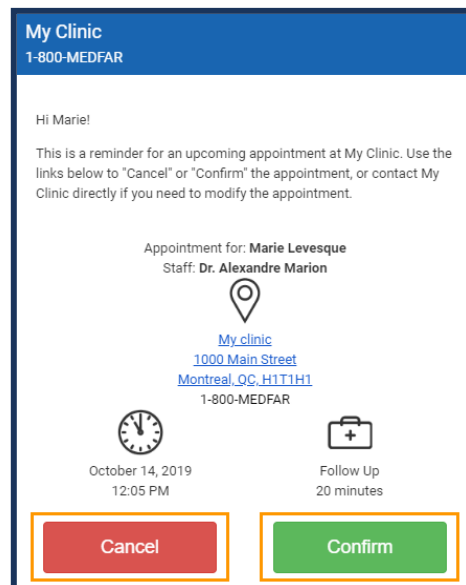 My Clinic
1-800-MEDFAR
Hi Marie!
This is a reminder for an upcoming appointment at My Clinic. Use the
links below to "Cancel" or "Confirm" the appointment, or contact My
Clinic directly if you need to modify the appointment.
Appointment for: Marie Levesque
Staff: Dr. Alexandre Marion
My clinic
1000 Main Street
Montreal, QC, H1T1H1
1-800-MEDFAR
October 14, 2019
12:05 PM
Follow Up
20 minutes
Cancel
Confirm